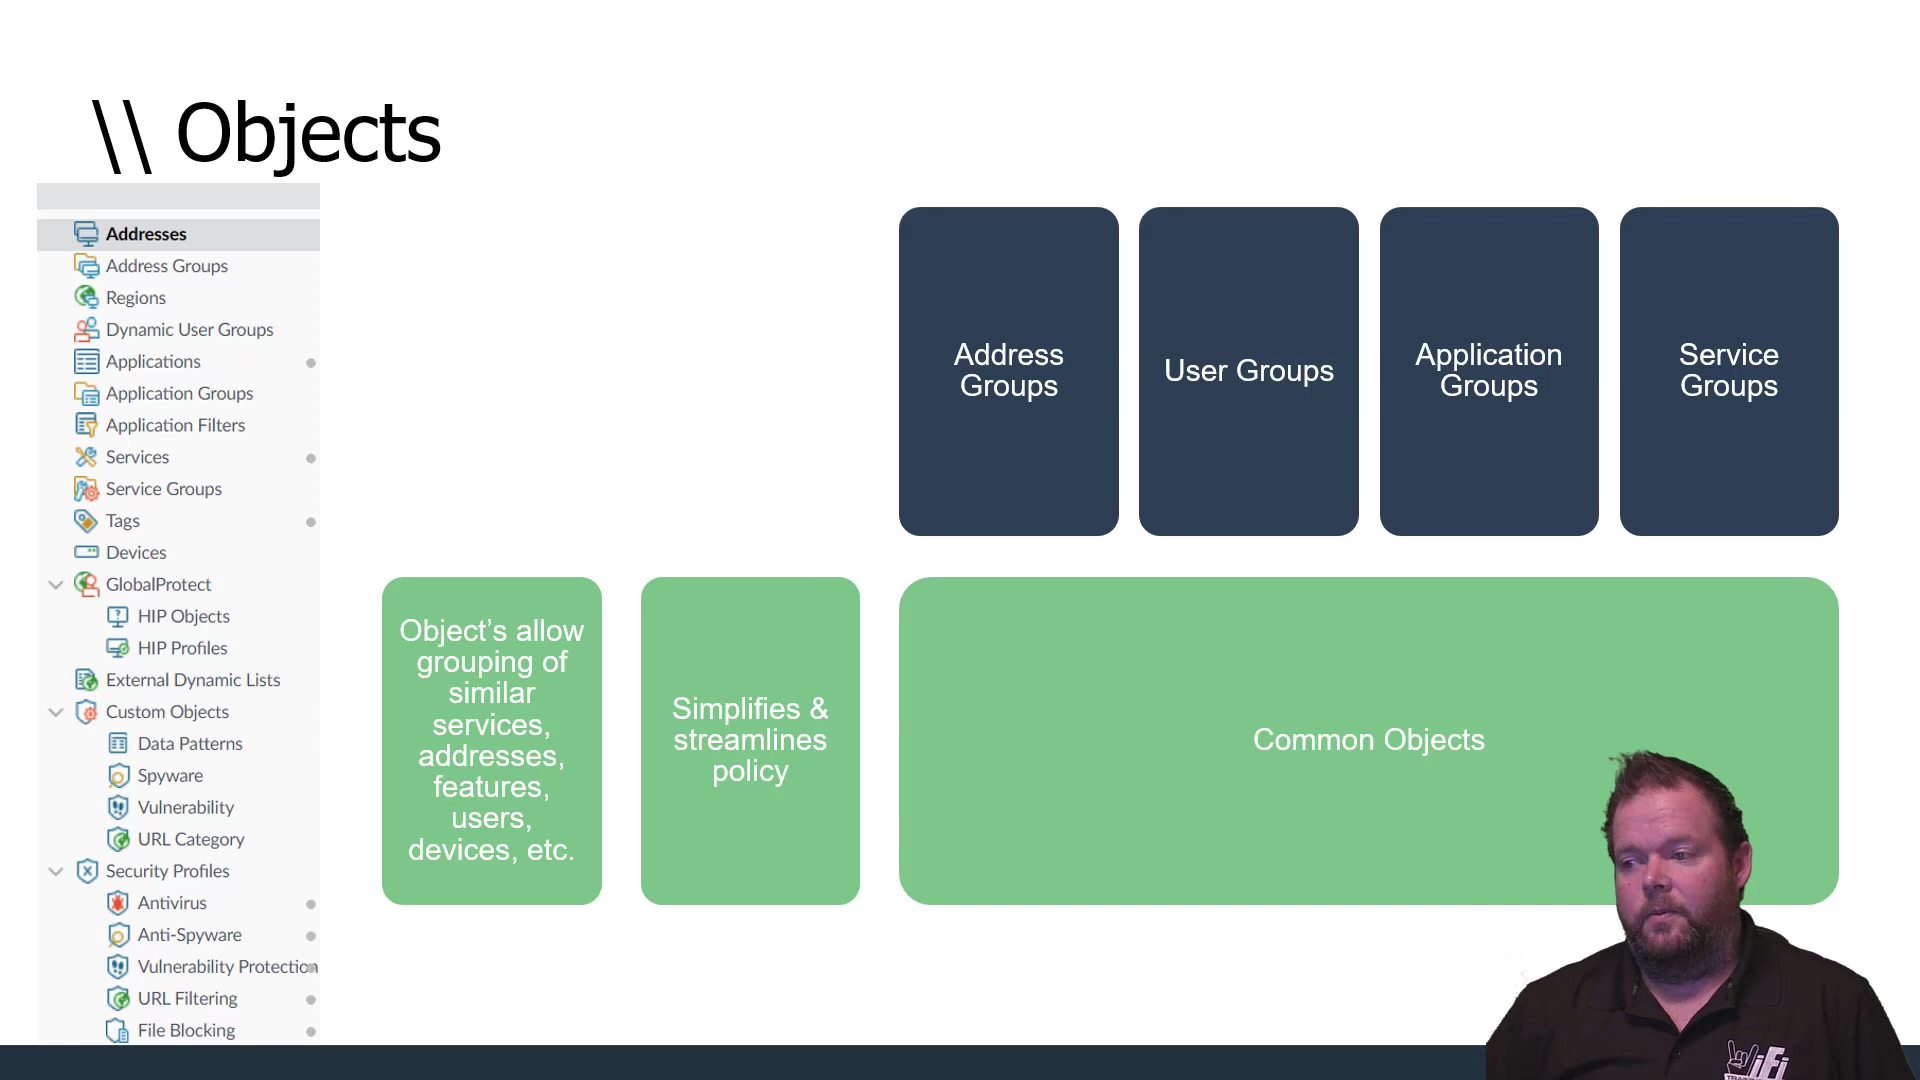 \\ Objects
Addresses
Address Groups
Regions
Dynamic User Groups
Applications
Application Groups
Application Filters
Services
Service Groups
Tags
Devices
GlobalProtect
HIP Objects
HIP Profiles
External Dynamic Lists
Custom Objects
Data Patterns
Spyware
Vulnerability
URL Category
Security Profiles
Antivirus
Anti-Spyware
Vulnerability Protection
URL Filtering
File Blocking
Address
Groups
User Groups
Application
Groups
Service
Groups
Object’s allow
grouping of
similar
services,
addresses,
features,
users,
devices, etc.
Simplifies &
streamlines
policy
Common Objects